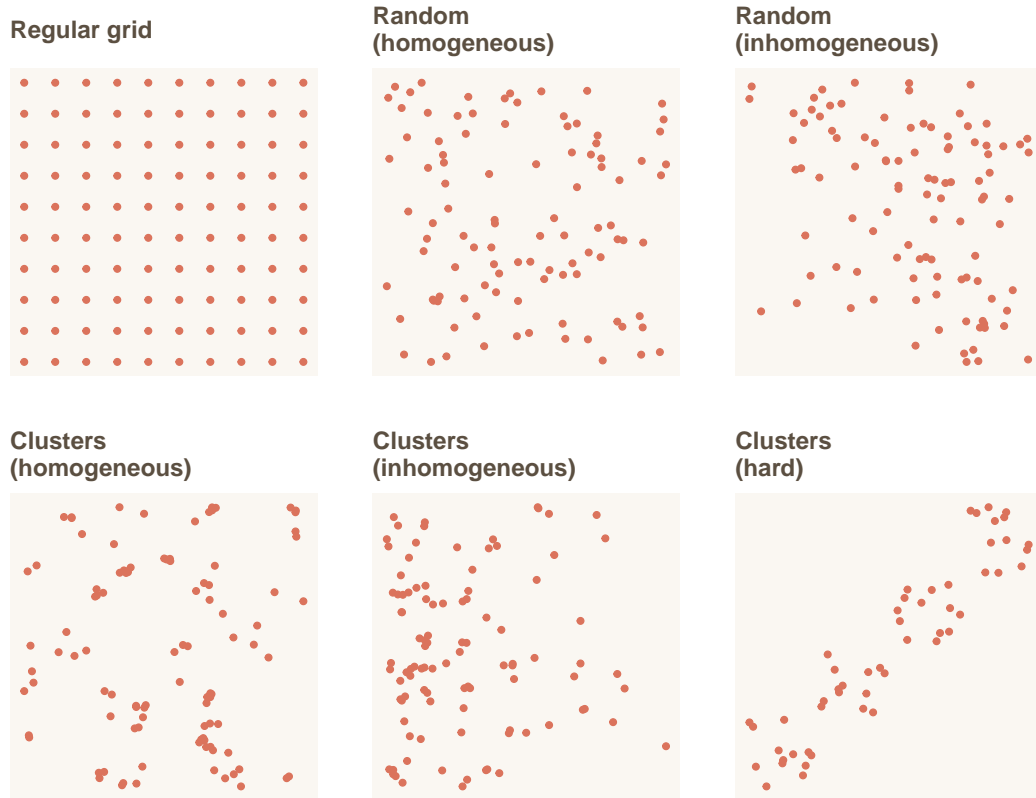 Regular grid
Random
(homogeneous)
Random
(inhomogeneous)
Clusters
(homogeneous)
Clusters
(inhomogeneous)
Clusters
(hard)